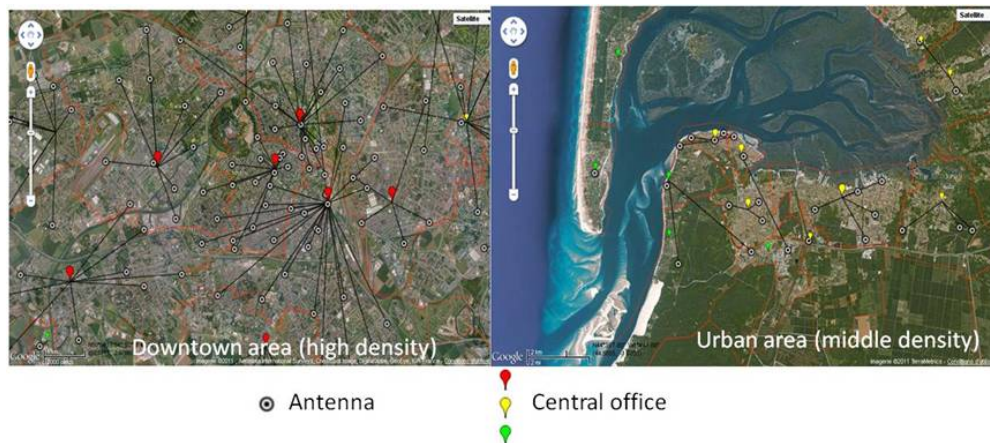 Satellite
Satellite
Downtown area (high density)
Urban area (middle density)
Google
Google
Antenna
Central office